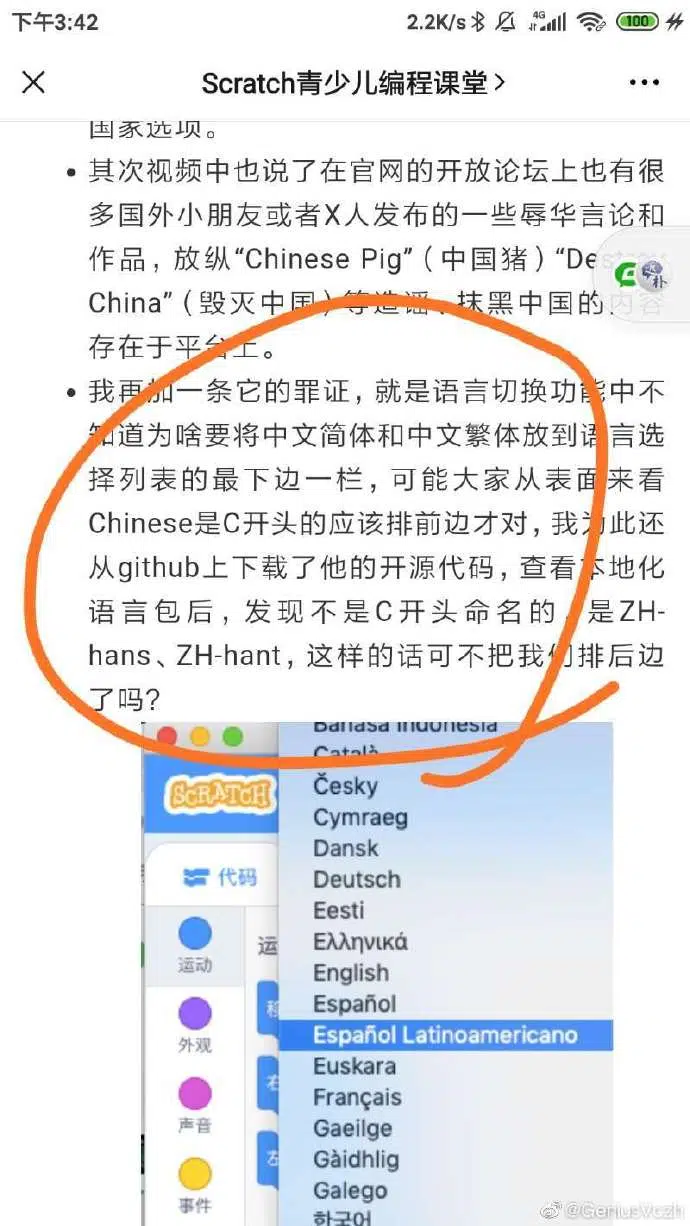 下午3:42
2.2K/s
4G
100
Scratch青少儿编程课堂
国家选项。
其次视频中也说了在官网的开放论坛上也有很
多国外小朋友或者X人发布的一些辱华言论和
作品，放纵“Chinese Pig”（中国猪）“Destroy
China”（毁灭中国）等造谣、抹黑中国的内容
存在于平台上。
我再加一条它的罪证，就是语言切换功能中不
知道为啥要将中文简体和中文繁体放到语言选
择列表的最下边一栏，可能大家从表面来看
Chinese是C开头的应该排前边才对，我为此还
从github上下载了他的开源代码，查看本地化
语言包后，发现不是C开头命名的，是ZH-
hans、ZH-hant，这样的话可不把我们排后边
了吗？
Bahasa Indonesia
Català
Česky
Cymraeg
Dansk
Deutsch
Eesti
Ελληνικά
English
Español
Español Latinoamericano
Euskara
Français
Gaeilge
Gàidhlig
Galego
한국어
SCRATCH
代码
运动
外观
声音
事件
运
移
右
左
@GeniusVczh